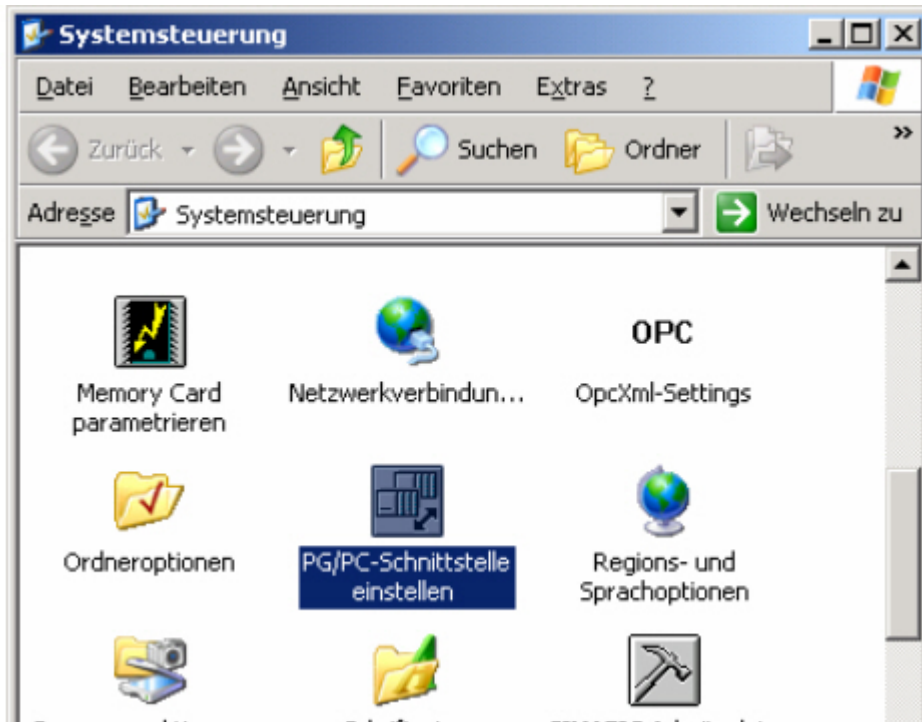 Systemsteuerung
Datei Bearbeiten Ansicht Favoriten Extras ?
Zurück Suchen Ordner »
Adresse Systemsteuerung Wechseln zu
OPC
Memory Card parametrieren
Netzwerkverbindun...
OpcXml-Settings
Ordneroptionen
PG/PC-Schnittstelle einstellen
Regions- und Sprachoptionen